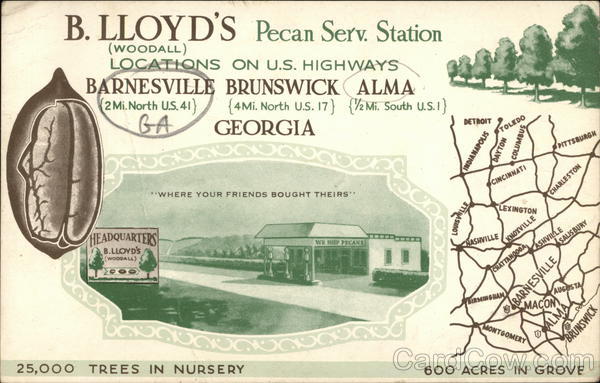 B. LLOYD'S Pecan Serv. Station
(WOODALL)
LOCATIONS ON U.S. HIGHWAYS
BARNESVILLE BRUNSWICK ALMA
{2 Mi. North U.S. 41} {4 Mi. North U.S. 17} {½ Mi. South U.S. 1}
GA
GEORGIA
"WHERE YOUR FRIENDS BOUGHT THEIRS"
WE SHIP PECANS
HEADQUARTERS
B. LLOYD'S
(WOODALL)
DETROIT
TOLEDO
INDIANAPOLIS
DAYTON
COLUMBUS
PITTSBURGH
CINCINNATI
CHARLESTON
LOUISVILLE
LEXINGTON
NASHVILLE
KNOXVILLE
ASHEVILLE
SALISBURY
CHATTANOOGA
BIRMINGHAM
BARNESVILLE
AUGUSTA
MACON
ALMA
MONTGOMERY
BRUNSWICK
25,000 TREES IN NURSERY
600 ACRES IN GROVE
CardCow.com